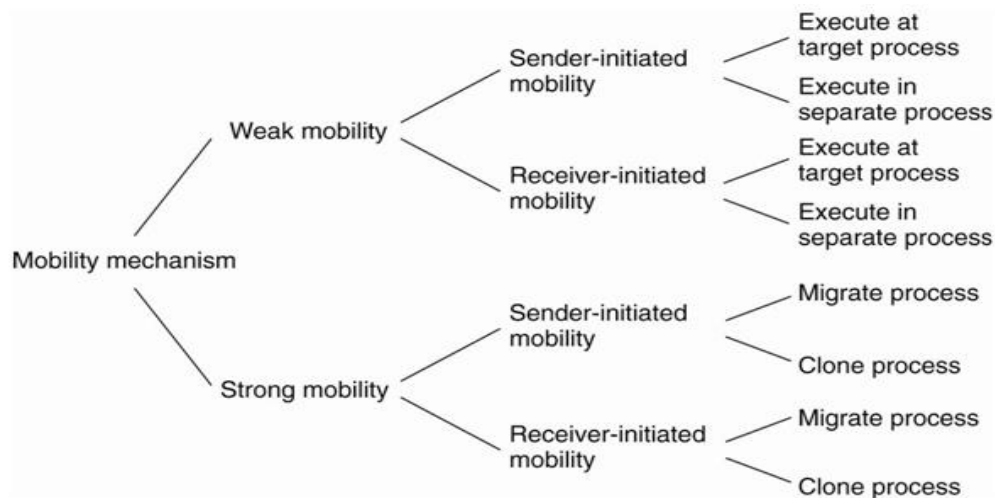 Execute at
target process
Sender-initiated
mobility
Execute in
separate process
Weak mobility
Execute at
target process
Receiver-initiated
mobility
Execute in
separate process
Mobility mechanism
Migrate process
Sender-initiated
mobility
Clone process
Strong mobility
Migrate process
Receiver-initiated
mobility
Clone process